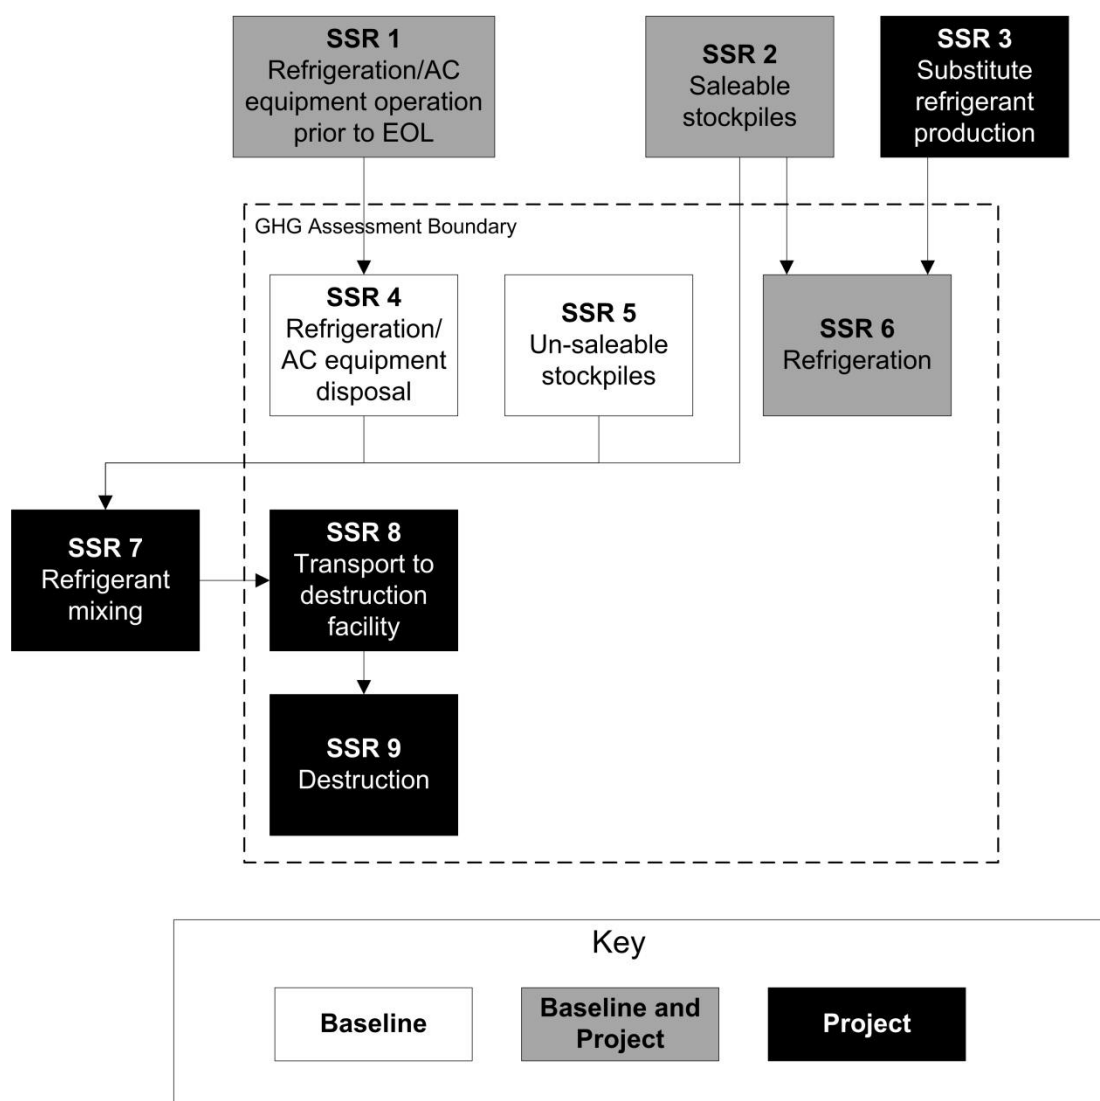 SSR 1
Refrigeration/AC
equipment operation
prior to EOL
SSR 2
Saleable
stockpiles
SSR 3
Substitute
refrigerant
production
GHG Assessment Boundary
SSR 4
Refrigeration/
AC equipment
disposal
SSR 5
Un-saleable
stockpiles
SSR 6
Refrigeration
SSR 7
Refrigerant
mixing
SSR 8
Transport to
destruction
facility
SSR 9
Destruction
Key
Baseline
Baseline and
Project
Project